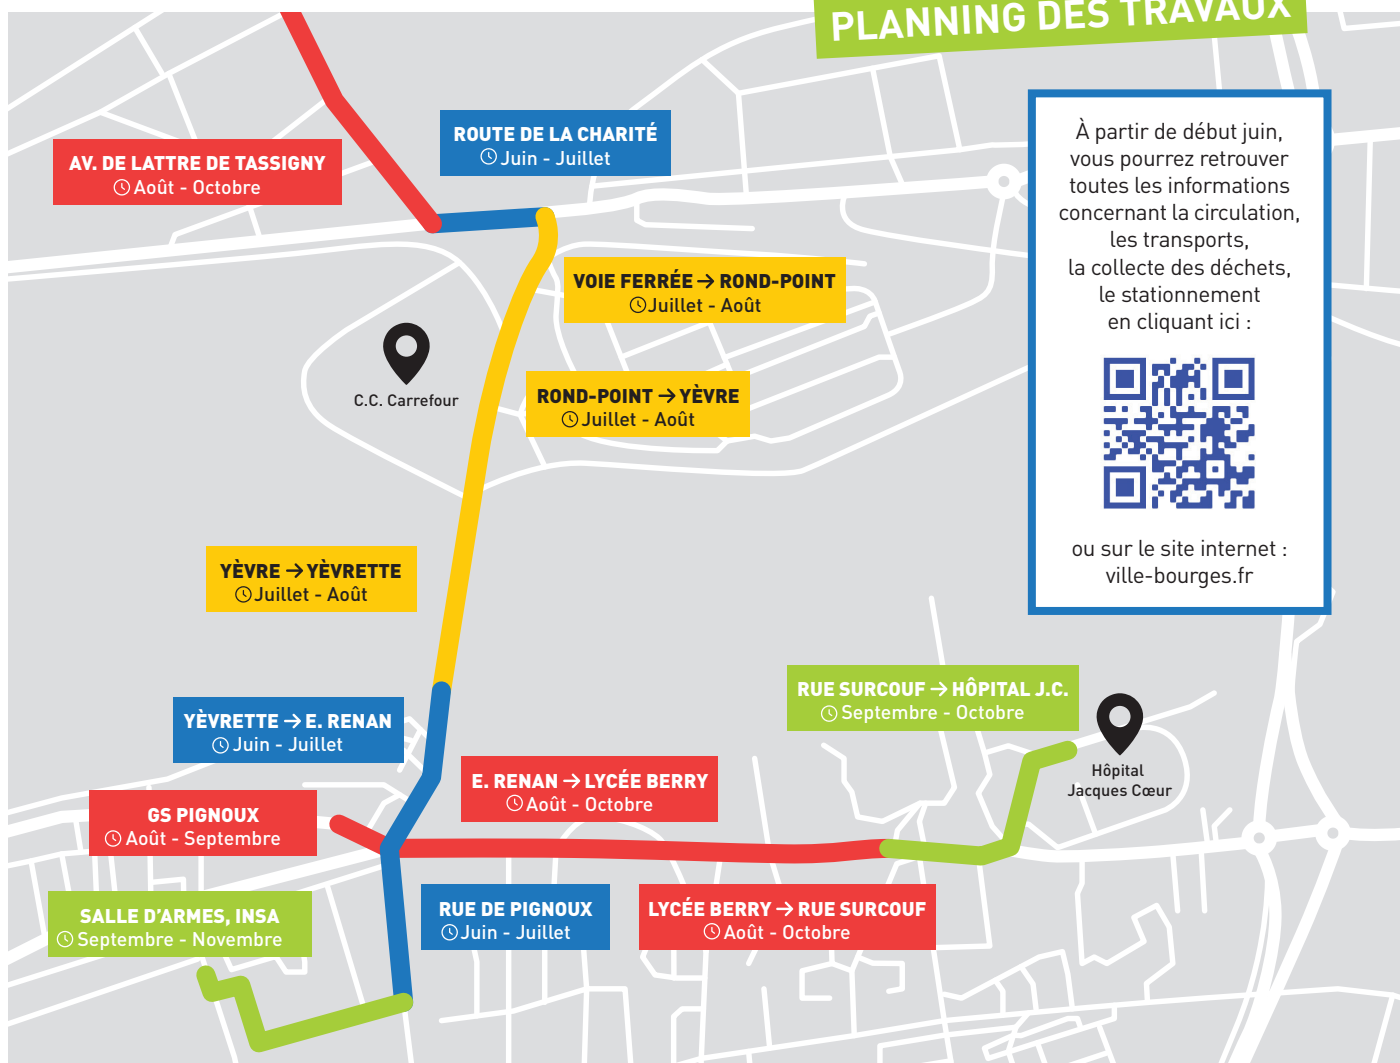 PLANNING DES TRAVAUX
ROUTE DE LA CHARITÉ
Juin - Juillet
AV. DE LATTRE DE TASSIGNY
Août - Octobre
À partir de début juin,
vous pourrez retrouver
toutes les informations
concernant la circulation,
les transports,
la collecte des déchets,
le stationnement
en cliquant ici :
ou sur le site internet :
ville-bourges.fr
VOIE FERRÉE → ROND-POINT
Juillet - Août
C.C. Carrefour
ROND-POINT → YÈVRE
Juillet - Août
YÈVRE → YÈVRETTE
Juillet - Août
RUE SURCOUF → HÔPITAL J.C.
Septembre - Octobre
Hôpital
Jacques Cœur
YÈVRETTE → E. RENAN
Juin - Juillet
E. RENAN → LYCÉE BERRY
Août - Octobre
GS PIGNOUX
Août - Septembre
SALLE D'ARMES, INSA
Septembre - Novembre
RUE DE PIGNOUX
Juin - Juillet
LYCÉE BERRY → RUE SURCOUF
Août - Octobre